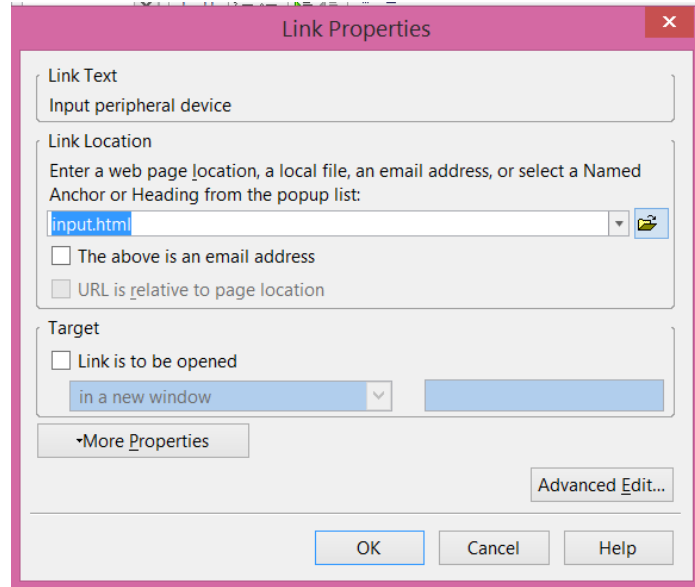 Link Properties
Link Text
Input peripheral device
Link Location
Enter a web page location, a local file, an email address, or select a Named
Anchor or Heading from the popup list:
input.html
The above is an email address
URL is relative to page location
Target
Link is to be opened
in a new window
More Properties
Advanced Edit...
OK Cancel Help